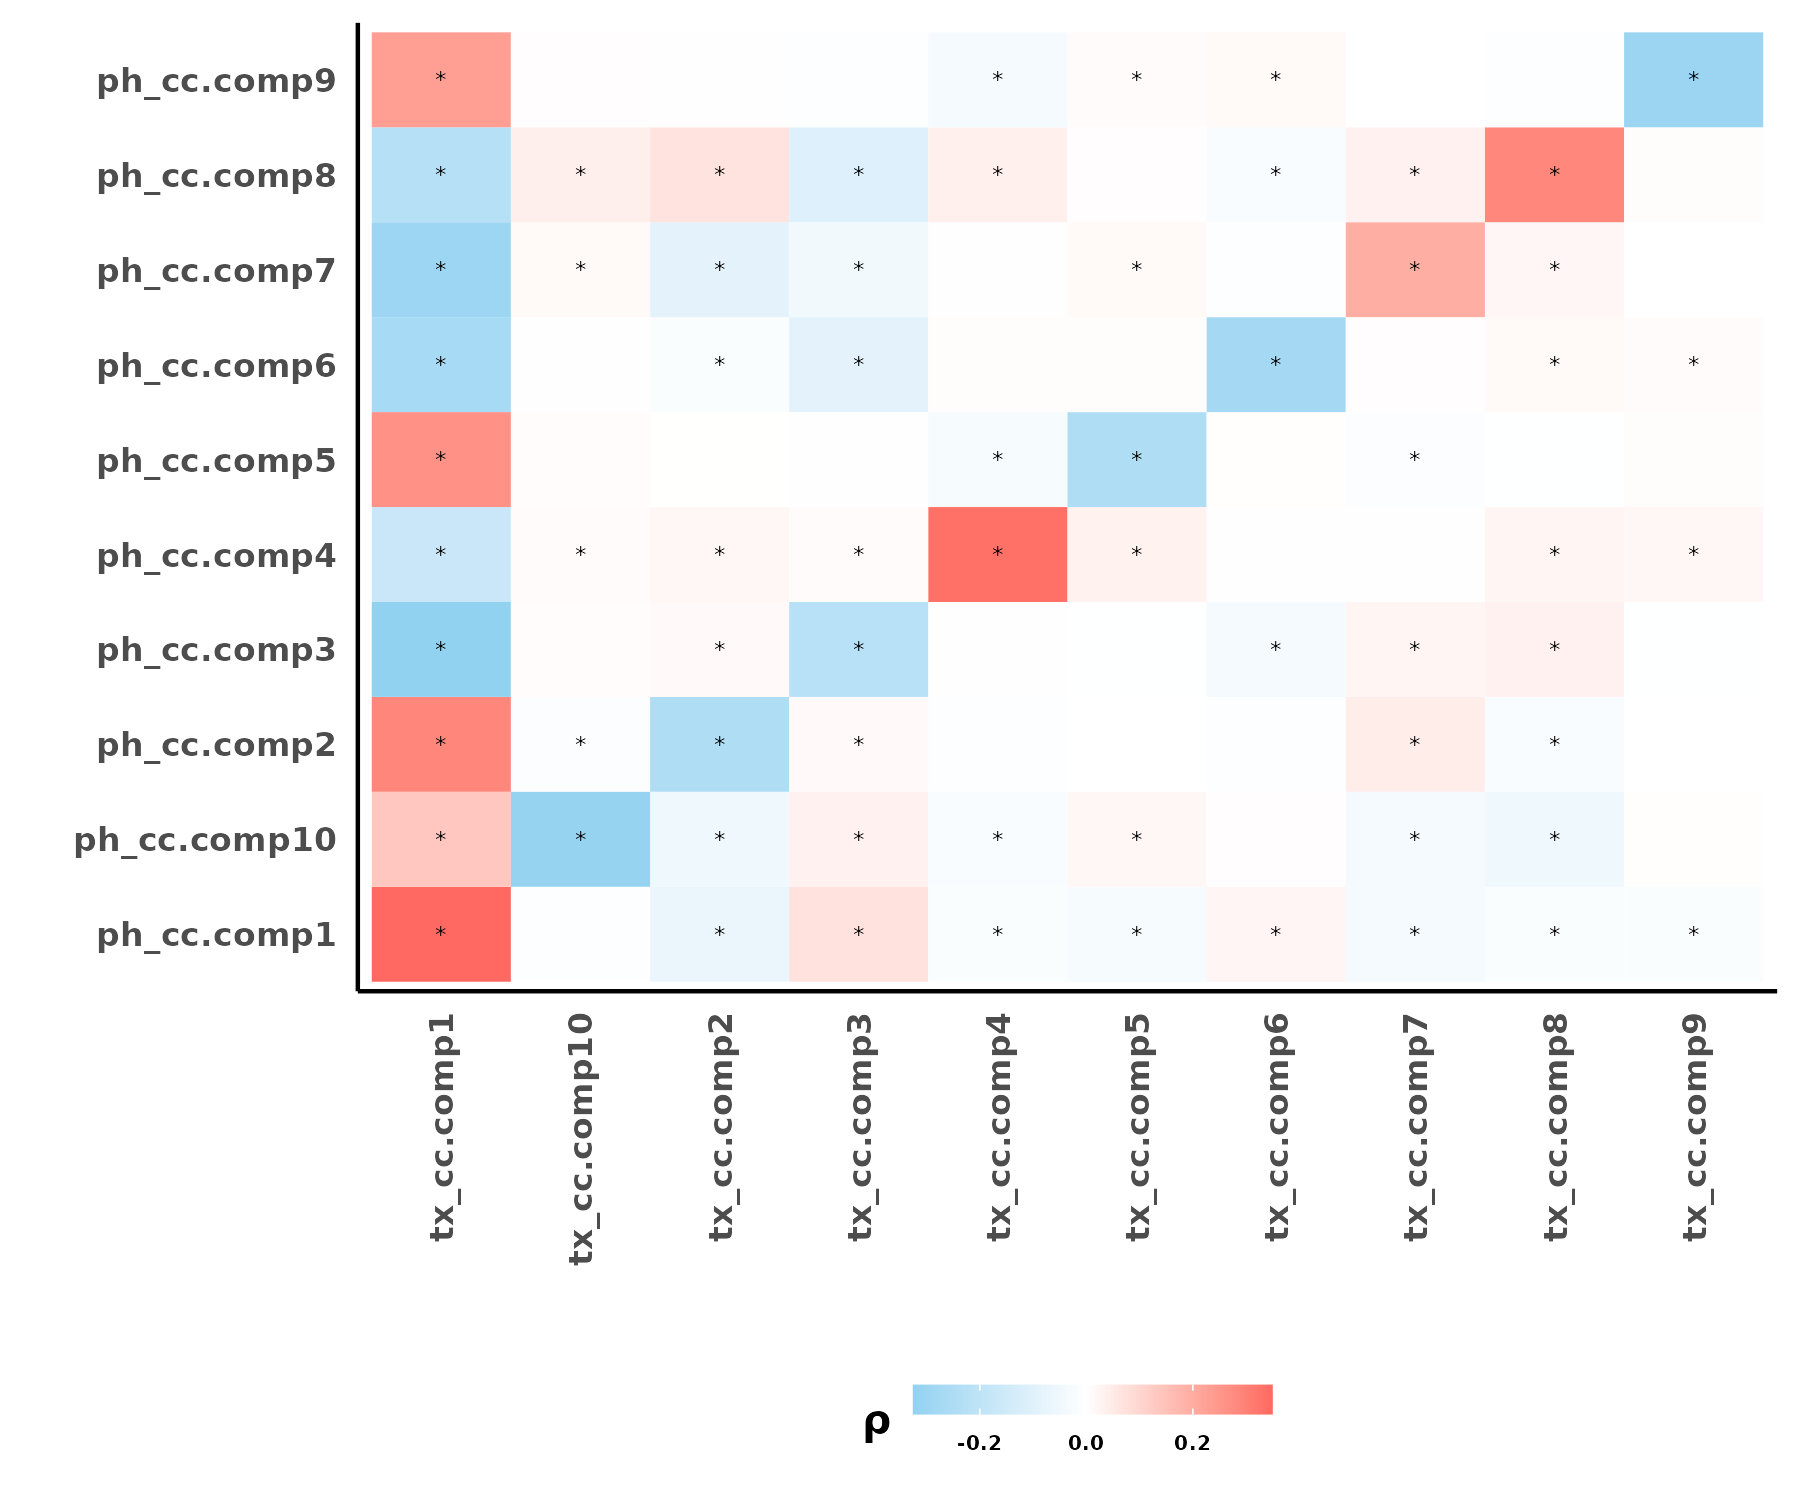 ph_cc.comp9 * * * * *
ph_cc.comp8 * * * * * * * *
ph_cc.comp7 * * * * * * *
ph_cc.comp6 * * * * * *
ph_cc.comp5 * * * *
ph_cc.comp4 * * * * * * * *
ph_cc.comp3 * * * * * *
ph_cc.comp2 * * * * * *
ph_cc.comp10 * * * * * * * *
ph_cc.comp1 * * * * * * * * *
tx_cc.comp1
tx_cc.comp10
tx_cc.comp2
tx_cc.comp3
tx_cc.comp4
tx_cc.comp5
tx_cc.comp6
tx_cc.comp7
tx_cc.comp8
tx_cc.comp9
ρ
-0.2 0.0 0.2